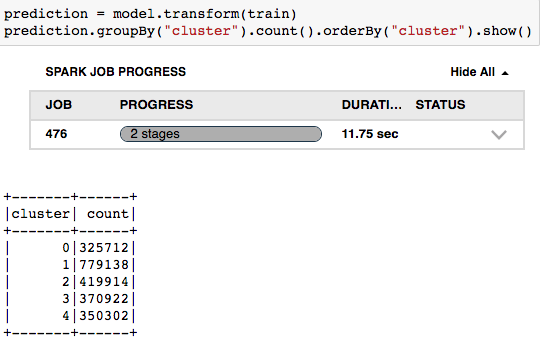 prediction = model.transform(train)
prediction.groupBy("cluster").count().orderBy("cluster").show()
SPARK JOB PROGRESS Hide All
JOB PROGRESS DURATI... STATUS
476 2 stages 11.75 sec
+-------+------+
|cluster| count|
+-------+------+
|      0|325712|
|      1|779138|
|      2|419914|
|      3|370922|
|      4|350302|
+-------+------+